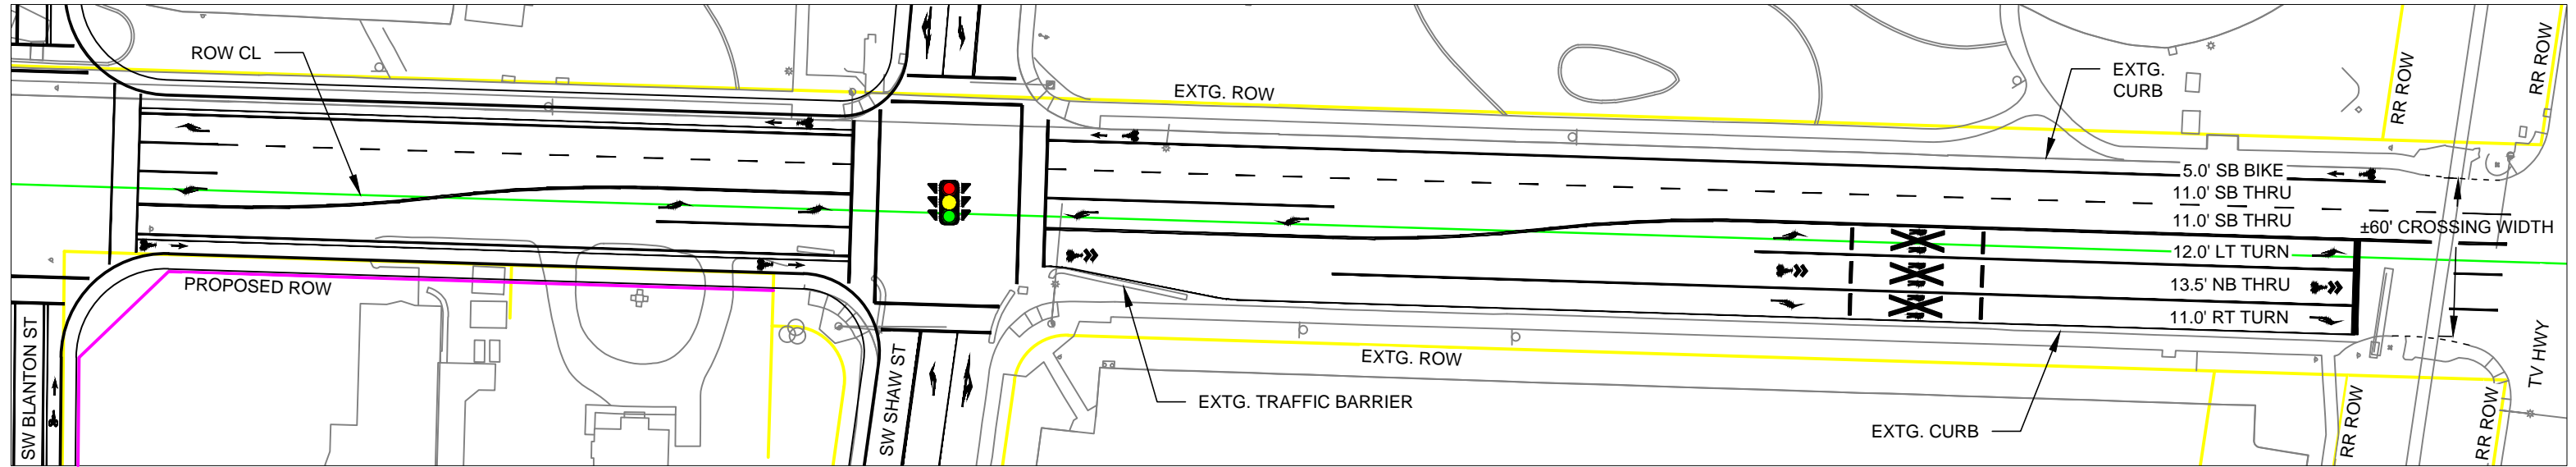 ROW CL
EXTG. ROW
EXTG.
CURB
RR ROW
RR ROW
5.0' SB BIKE
11.0' SB THRU
11.0' SB THRU
±60' CROSSING WIDTH
12.0' LT TURN
13.5' NB THRU
11.0' RT TURN
PROPOSED ROW
SW BLANTON ST
SW SHAW ST
EXTG. ROW
EXTG. TRAFFIC BARRIER
EXTG. CURB
RR ROW
RR ROW
TV HWY